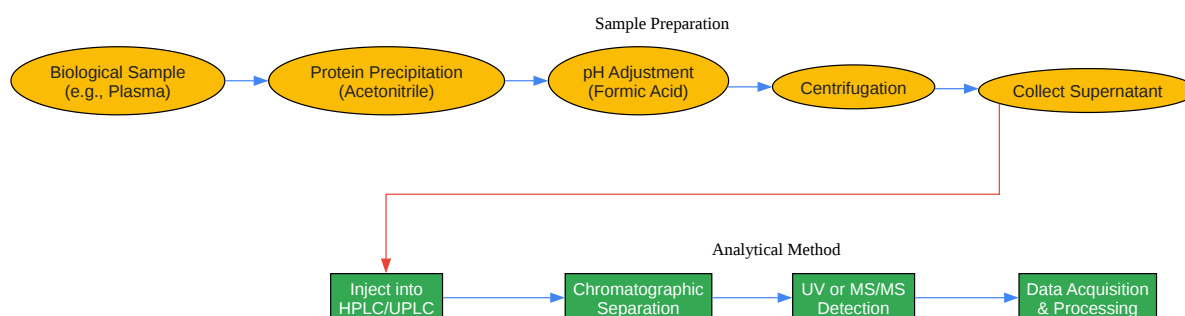 Sample Preparation
Biological Sample
(e.g., Plasma)
Protein Precipitation
(Acetonitrile)
pH Adjustment
(Formic Acid)
Centrifugation
Collect Supernatant
Analytical Method
Inject into
HPLC/UPLC
Chromatographic
Separation
UV or MS/MS
Detection
Data Acquisition
& Processing